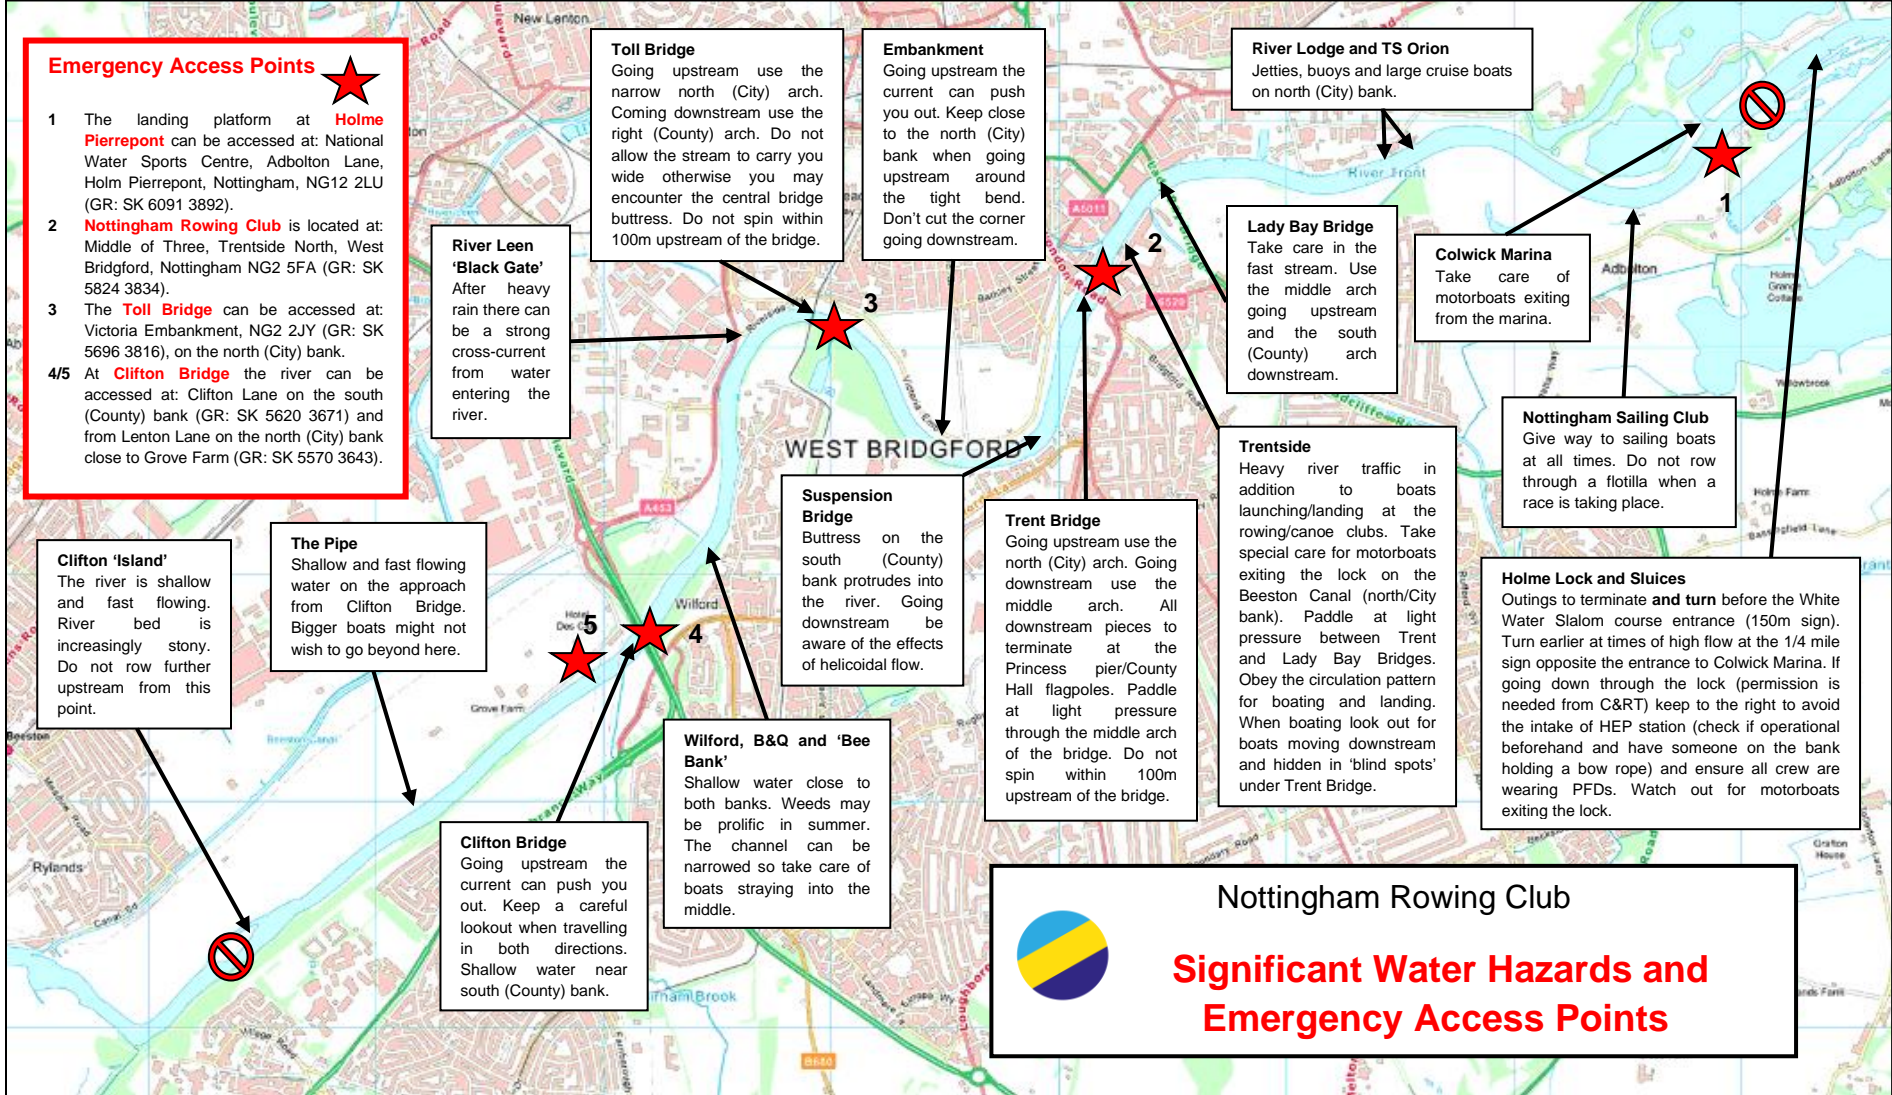 Emergency Access Points
1 The landing platform at Holme
Pierrepont can be accessed at: National
Water Sports Centre, Adbolton Lane,
Holm Pierrepont, Nottingham, NG12 2LU
(GR: SK 6091 3892).
2 Nottingham Rowing Club is located at:
Middle of Three, Trentside North, West
Bridgford, Nottingham NG2 5FA (GR: SK
5824 3834).
3 The Toll Bridge can be accessed at:
Victoria Embankment, NG2 2JY (GR: SK
5696 3816), on the north (City) bank.
4/5 At Clifton Bridge the river can be
accessed at: Clifton Lane on the south
(County) bank (GR: SK 5620 3671) and
from Lenton Lane on the north (City) bank
close to Grove Farm (GR: SK 5570 3643).
Toll Bridge
Going upstream use the
narrow north (City) arch.
Coming downstream use the
right (County) arch. Do not
allow the stream to carry you
wide otherwise you may
encounter the central bridge
buttress. Do not spin within
100m upstream of the bridge.
Embankment
Going upstream the
current can push
you out. Keep close
to the north (City)
bank when going
upstream around
the tight bend.
Don't cut the corner
going downstream.
River Lodge and TS Orion
Jetties, buoys and large cruise boats
on north (City) bank.
River Leen
'Black Gate'
After heavy
rain there can
be a strong
cross-current
from water
entering the
river.
Lady Bay Bridge
Take care in the
fast stream. Use
the middle arch
going upstream
and the south
(County) arch
downstream.
Colwick Marina
Take care of
motorboats exiting
from the marina.
Nottingham Sailing Club
Give way to sailing boats
at all times. Do not row
through a flotilla when a
race is taking place.
Suspension
Bridge
Buttress on the
south (County)
bank protrudes into
the river. Going
downstream be
aware of the effects
of helicoidal flow.
Trent Bridge
Going upstream use the
north (City) arch. Going
downstream use the
middle arch. All
downstream pieces to
terminate at the
Princess pier/County
Hall flagpoles. Paddle
at light pressure
through the middle arch
of the bridge. Do not
spin within 100m
upstream of the bridge.
Trentside
Heavy river traffic in
addition to boats
launching/landing at the
rowing/canoe clubs. Take
special care for motorboats
exiting the lock on the
Beeston Canal (north/City
bank). Paddle at light
pressure between Trent
and Lady Bay Bridges.
Obey the circulation pattern
for boating and landing.
When boating look out for
boats moving downstream
and hidden in 'blind spots'
under Trent Bridge.
Holme Lock and Sluices
Outings to terminate and turn before the White
Water Slalom course entrance (150m sign).
Turn earlier at times of high flow at the 1/4 mile
sign opposite the entrance to Colwick Marina. If
going down through the lock (permission is
needed from C&RT) keep to the right to avoid
the intake of HEP station (check if operational
beforehand and have someone on the bank
holding a bow rope) and ensure all crew are
wearing PFDs. Watch out for motorboats
exiting the lock.
Clifton 'Island'
The river is shallow
and fast flowing.
River bed is
increasingly stony.
Do not row further
upstream from this
point.
The Pipe
Shallow and fast flowing
water on the approach
from Clifton Bridge.
Bigger boats might not
wish to go beyond here.
Wilford, B&Q and 'Bee
Bank'
Shallow water close to
both banks. Weeds may
be prolific in summer.
The channel can be
narrowed so take care of
boats straying into the
middle.
Clifton Bridge
Going upstream the
current can push you
out. Keep a careful
lookout when travelling
in both directions.
Shallow water near
south (County) bank.
Nottingham Rowing Club
Significant Water Hazards and
Emergency Access Points
1
2
3
4
5
New Lenton
River Trent
WEST BRIDGFORD
Adbolton
Adbolton Lane
A6011
A6520
A453
London Road
Wilford
Grove Farm
Beeston
Beeston Canal
Rylands
Meadow Road
Holme Farm
Bassingfield Lane
Holme
Grange
Grafton
House
B680
Road